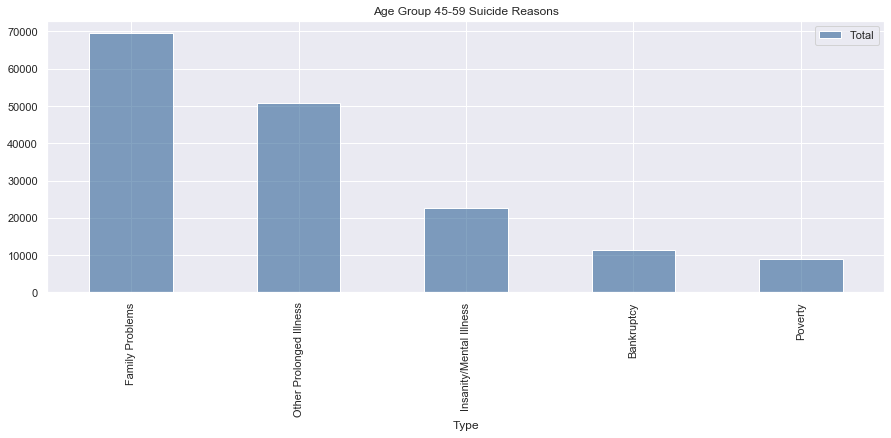 Age Group 45-59 Suicide Reasons
Total
70000
60000
50000
40000
30000
20000
10000
0
Family Problems
Other Prolonged Illness
Insanity/Mental Illness
Bankruptcy
Poverty
Type